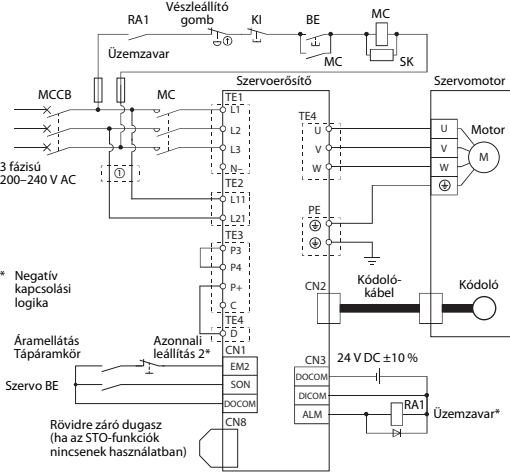 Vészleállító
gomb
RA1
KI
BE
MC
①
Üzemzavar
MC
SK
Szervoerősítő
Szervomotor
MCCB
MC
TE1
L1
L2
L3
N–
TE4
U
V
W
U
V
W
Motor
M
3 fázisú
200–240 V AC
①
TE2
L11
L21
PE
TE3
P3
P4
P+
C
TE4
D
* Negatív
kapcsolási
logika
CN2
Kódoló-
kábel
Kódoló
Áramellátás
Tápáramkör
Azonnali
leállítás 2*
Szervo BE
CN1
EM2
SON
DOCOM
CN3
24 V DC ±10 %
DOCOM
DICOM
ALM
RA1
Üzemzavar*
CN8
Rövidre záró dugasz
(ha az STO-funkciók
nincsenek használatban)